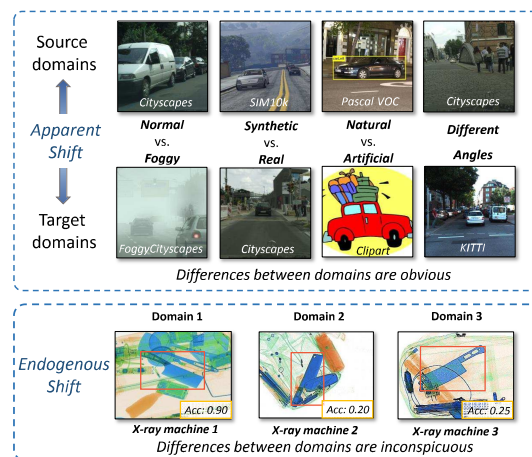 Source
domains
Apparent
Shift
Target
domains
Cityscapes
SIM10k
Pascal VOC
Cityscapes
Normal
vs.
Foggy
Synthetic
vs.
Real
Natural
vs.
Artificial
Different
Angles
FoggyCityscapes
Cityscapes
Clipart
KITTI
Differences between domains are obvious
Endogenous
Shift
Domain 1
Domain 2
Domain 3
Acc: 0.90
Acc: 0.20
Acc: 0.25
X-ray machine 1
X-ray machine 2
X-ray machine 3
Differences between domains are inconspicuous